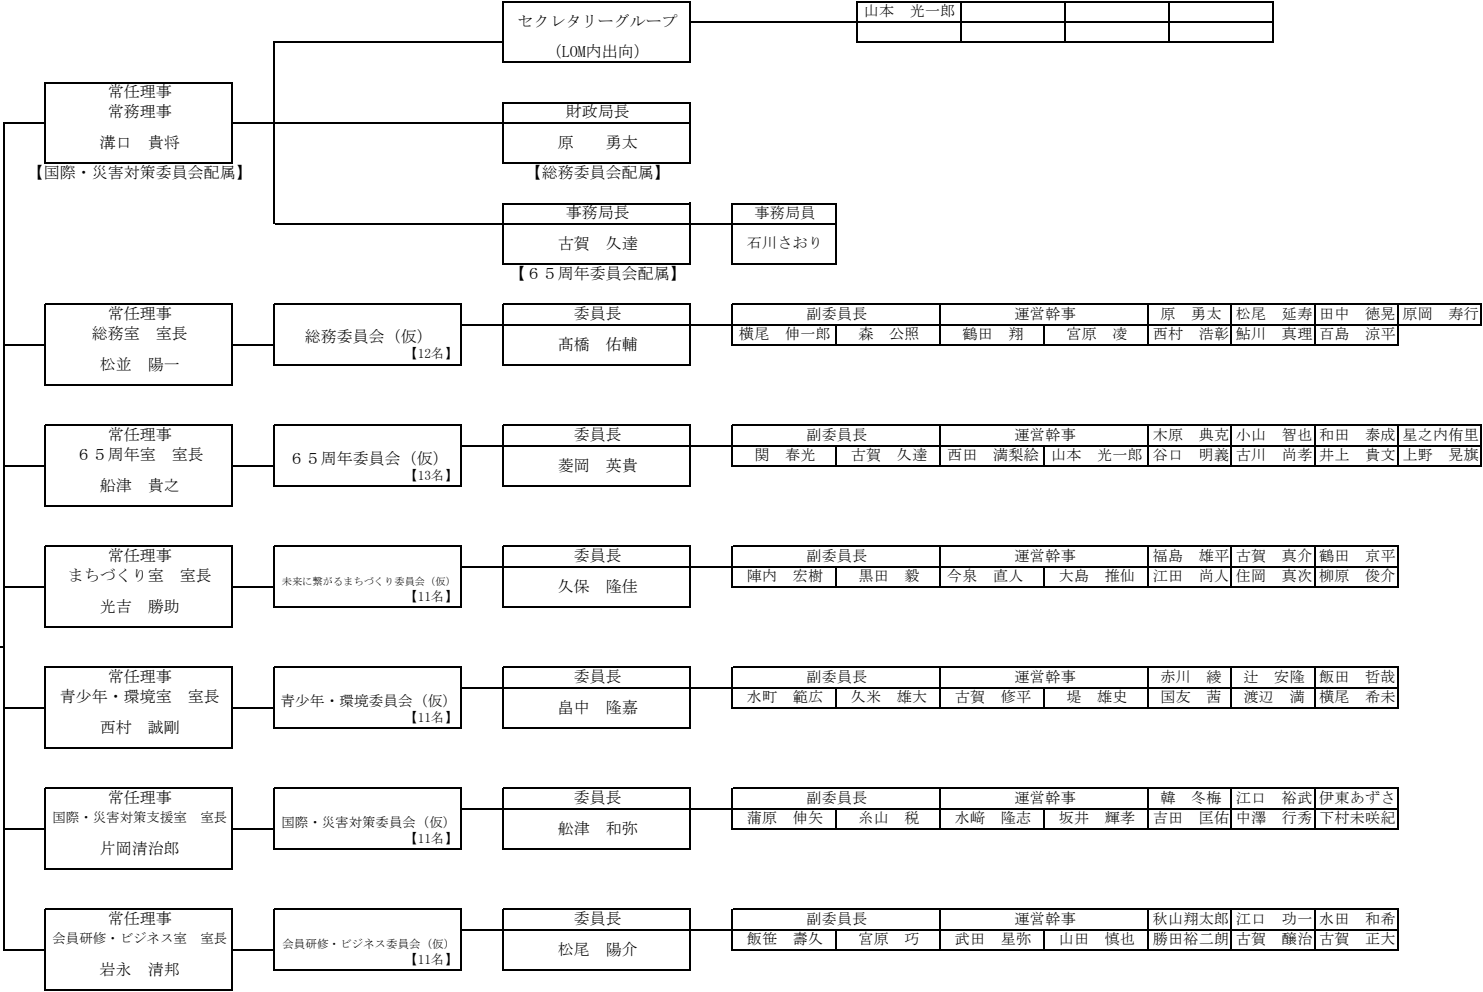 セクレタリーグループ
(LOM内出向)
山本　光一郎
常任理事
常務理事
溝口　貴将
【国際・災害対策委員会配属】
財政局長
原　　勇太
【総務委員会配属】
事務局長
古賀　久達
【６５周年委員会配属】
事務局員
石川さおり
常任理事
総務室　室長
松並　陽一
総務委員会（仮）
【12名】
委員長
髙橋　佑輔
副委員長　運営幹事　原　勇太　松尾　延寿　田中　徳晃　原岡　寿行
横尾　伸一郎　森　公照　鶴田　翔　宮原　凌　西村　浩彰　鮎川　真理　百島　涼平
常任理事
６５周年室　室長
船津　貴之
６５周年委員会（仮）
【13名】
委員長
菱岡　英貴
副委員長　運営幹事　木原　典克　小山　智也　和田　泰成　星之内侑里
関　春光　古賀　久達　西田　満梨絵　山本　光一郎　谷口　明義　古川　尚孝　井上　貴文　上野　晃旗
常任理事
まちづくり室　室長
光吉　勝助
未来に繋がるまちづくり委員会（仮）
【11名】
委員長
久保　隆佳
副委員長　運営幹事　福島　雄平　古賀　真介　鶴田　京平
陣内　宏樹　黒田　毅　今泉　直人　大島　推仙　江田　尚人　住岡　真次　柳原　俊介
常任理事
青少年・環境室　室長
西村　誠剛
青少年・環境委員会（仮）
【11名】
委員長
畠中　隆嘉
副委員長　運営幹事　赤川　綾　辻　安隆　飯田　哲哉
水町　範広　久米　雄大　古賀　修平　堤　雄史　国友　茜　渡辺　満　横尾　希未
常任理事
国際・災害対策支援室　室長
片岡清治郎
国際・災害対策委員会（仮）
【11名】
委員長
舩津　和弥
副委員長　運営幹事　韓　冬梅　江口　裕武　伊東あずさ
蒲原　伸矢　糸山　税　水﨑　隆志　坂井　輝孝　吉田　匡佑　中澤　行秀　下村未咲紀
常任理事
会員研修・ビジネス室　室長
岩永　清邦
会員研修・ビジネス委員会（仮）
【11名】
委員長
松尾　陽介
副委員長　運営幹事　秋山翔太郎　江口　功一　水田　和希
飯笹　壽久　宮原　巧　武田　星弥　山田　慎也　勝田裕二朗　古賀　醸治　古賀　正大